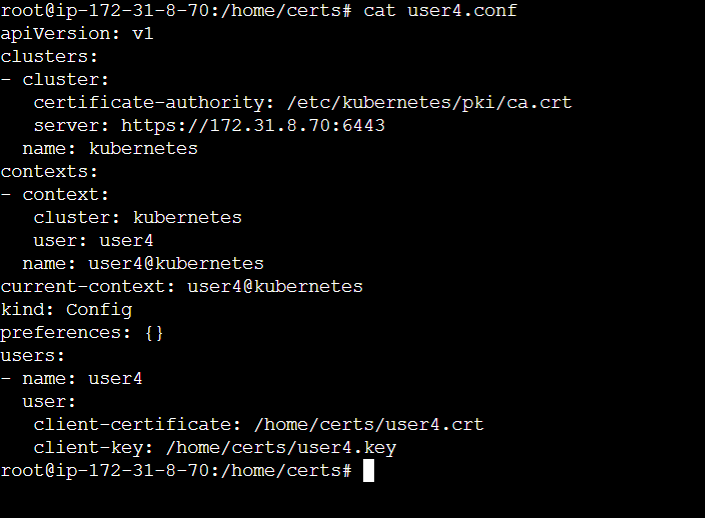 root@ip-172-31-8-70:/home/certs# cat user4.conf
apiVersion: v1
clusters:
- cluster:
    certificate-authority: /etc/kubernetes/pki/ca.crt
    server: https://172.31.8.70:6443
  name: kubernetes
contexts:
- context:
    cluster: kubernetes
    user: user4
  name: user4@kubernetes
current-context: user4@kubernetes
kind: Config
preferences: {}
users:
- name: user4
  user:
    client-certificate: /home/certs/user4.crt
    client-key: /home/certs/user4.key
root@ip-172-31-8-70:/home/certs#